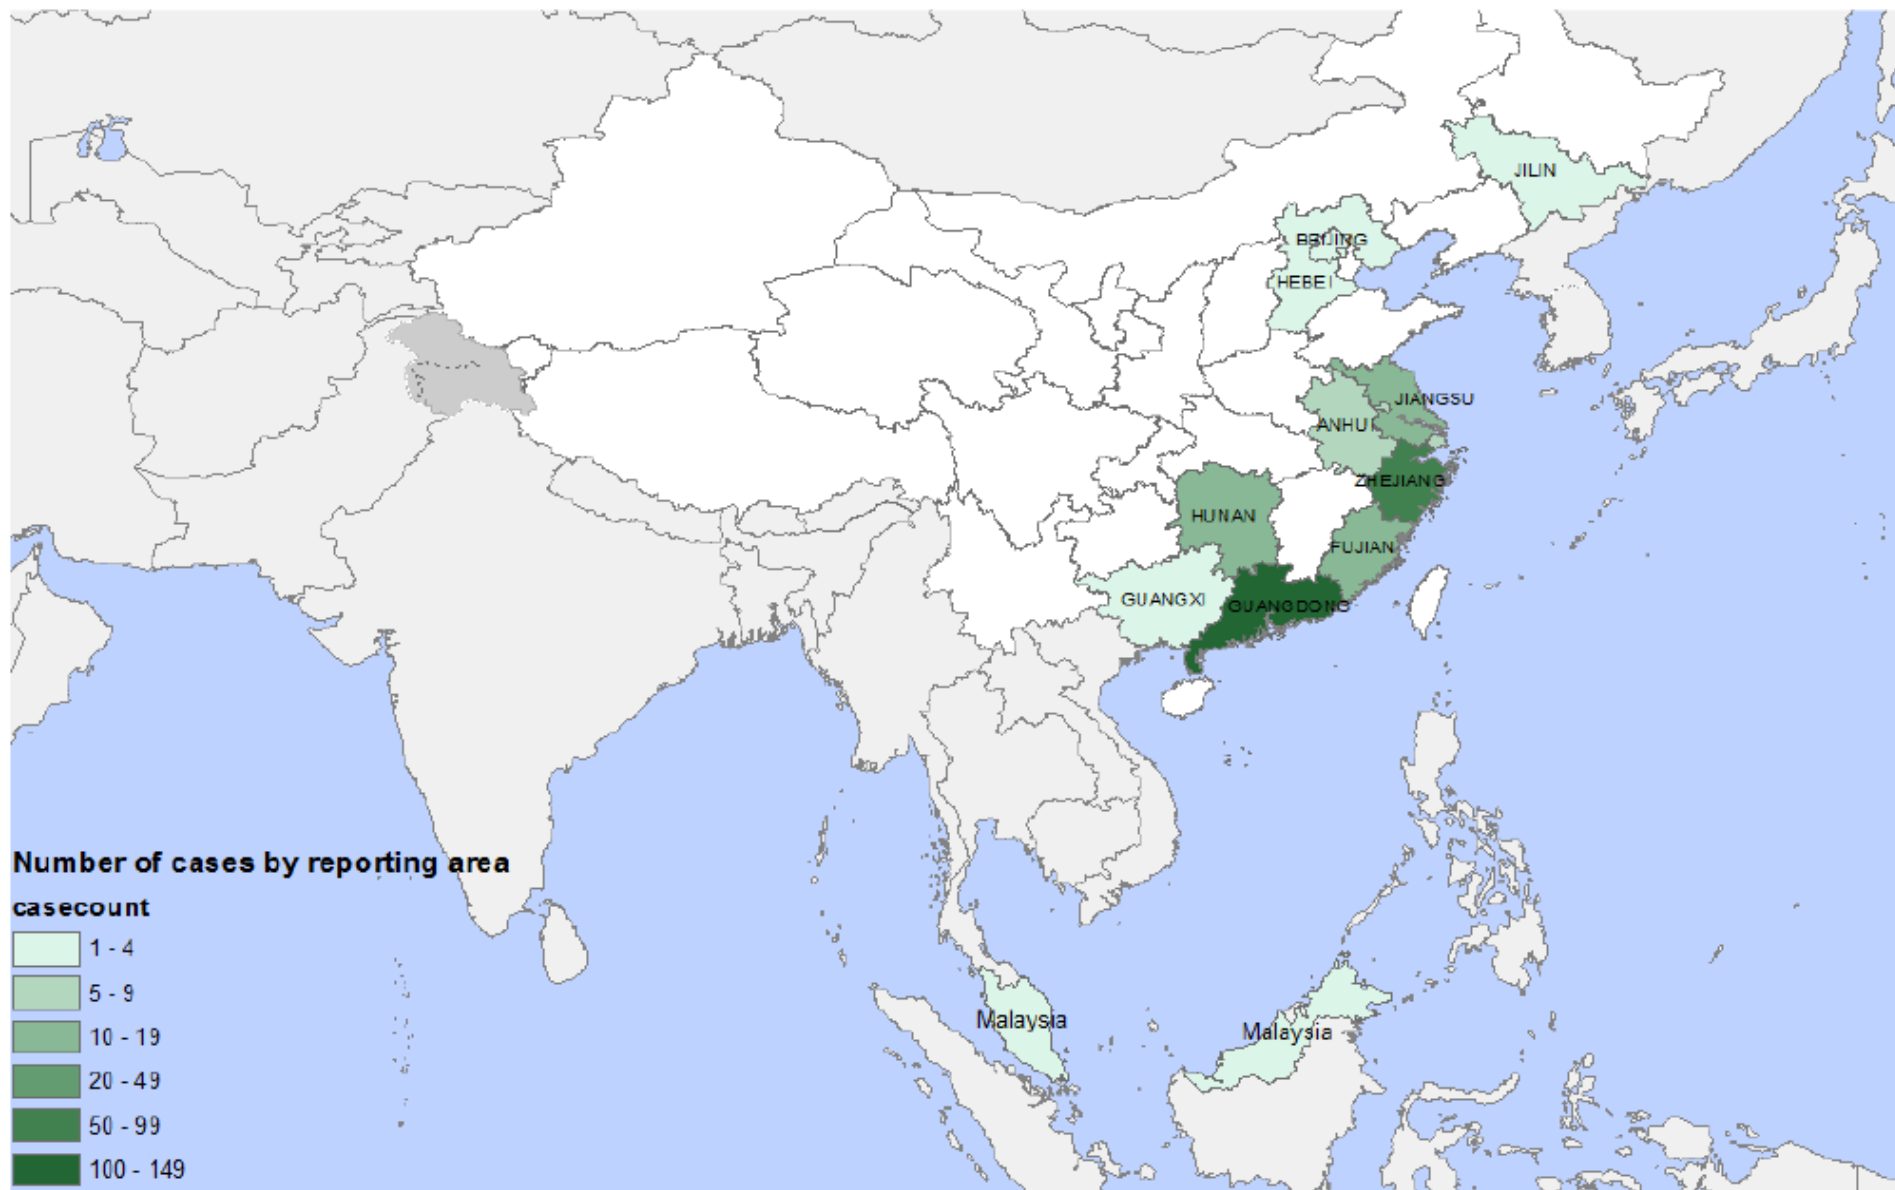 JILIN
BEIJING
HEBEI
JIANGSU
ANHUI
ZHEJIANG
HUNAN
FUJIAN
GUANGXI
GUANGDONG
Number of cases by reporting area
casecount
1 - 4
5 - 9
10 - 19
20 - 49
50 - 99
100 - 149
Malaysia
Malaysia